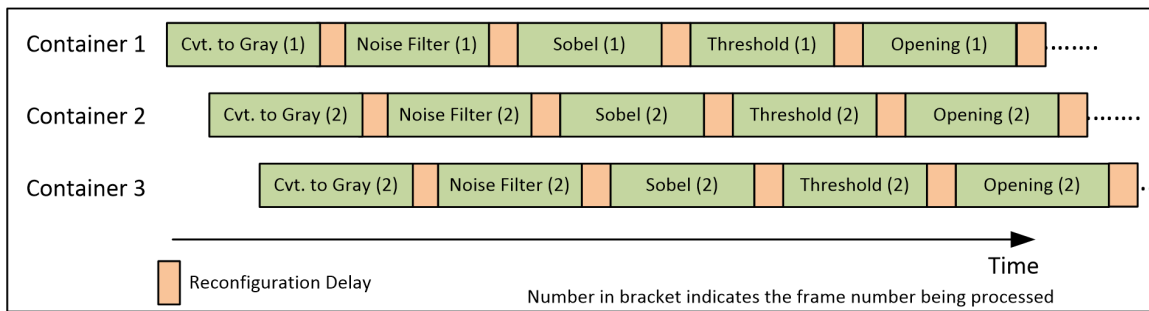 Container 1 Cvt. to Gray (1) Noise Filter (1) Sobel (1) Threshold (1) Opening (1) ........
Container 2 Cvt. to Gray (2) Noise Filter (2) Sobel (2) Threshold (2) Opening (2) ........
Container 3 Cvt. to Gray (2) Noise Filter (2) Sobel (2) Threshold (2) Opening (2) ..
Time
Reconfiguration Delay
Number in bracket indicates the frame number being processed